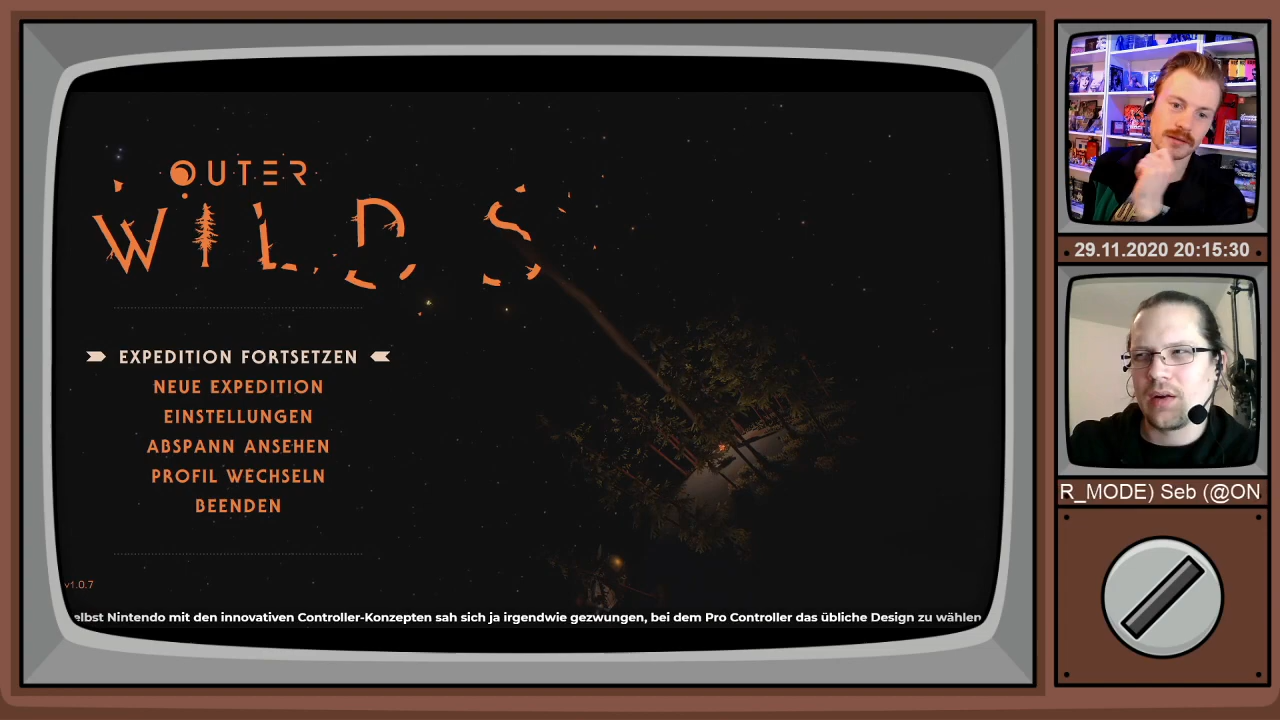 OUTER
WILDS
EXPEDITION FORTSETZEN
NEUE EXPEDITION
EINSTELLUNGEN
ABSPANN ANSEHEN
PROFIL WECHSELN
BEENDEN
v1.0.7
elbst Nintendo mit den innovativen Controller-Konzepten sah sich ja irgendwie gezwungen, bei dem Pro Controller das übliche Design zu wählen
29.11.2020 20:15:30
R_MODE) Seb (@ON